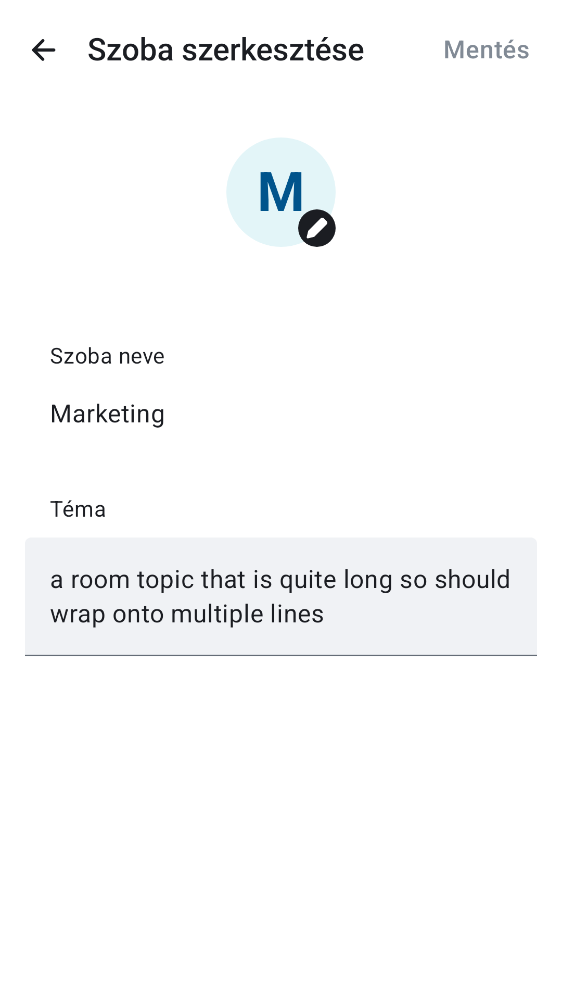 Szoba szerkesztése
Mentés
M
Szoba neve
Marketing
Téma
a room topic that is quite long so should
wrap onto multiple lines